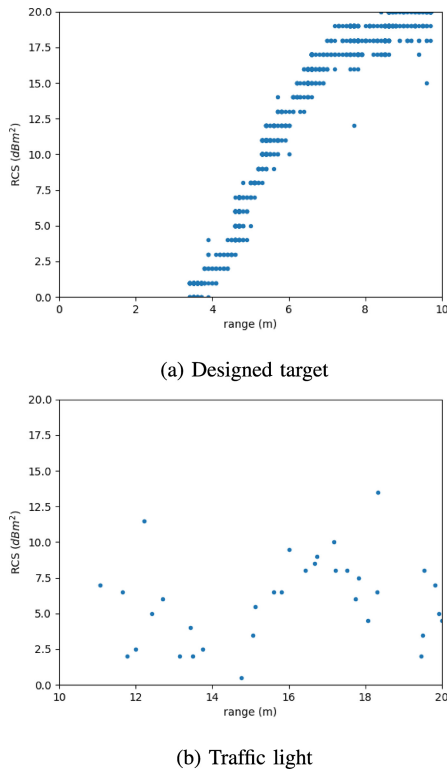 20.0
17.5
15.0
12.5
10.0
7.5
5.0
2.5
0.0
RCS (dBm²)
0 2 4 6 8 10
range (m)
(a) Designed target
20.0
17.5
15.0
12.5
10.0
7.5
5.0
2.5
0.0
RCS (dBm²)
10 12 14 16 18 20
range (m)
(b) Traffic light